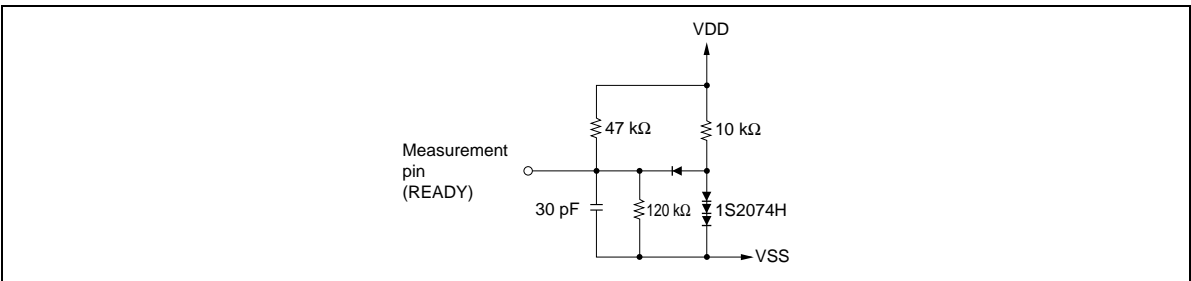 VDD
47 kΩ
10 kΩ
Measurement
pin
(READY)
30 pF
120 kΩ
1S2074H
VSS